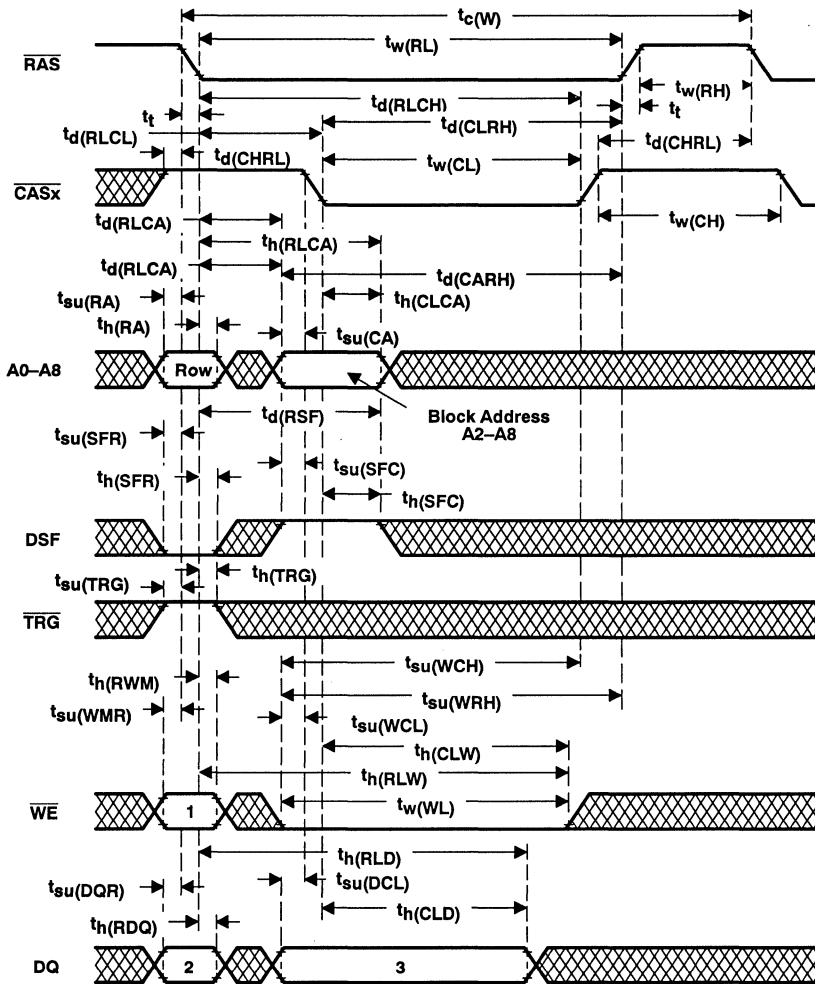 tc(W)
tw(RL)
RAS
tw(RH)
td(RLCH)
tt
tt
td(RLCL)
td(CLRH)
td(CHRL)
td(CHRL)
tw(CL)
CASx
tw(CH)
td(RLCA)
th(RLCA)
td(RLCA)
td(CARH)
tsu(RA)
th(CLCA)
th(RA)
tsu(CA)
A0–A8
Row
td(RSF)
Block Address
A2–A8
tsu(SFR)
tsu(SFC)
th(SFR)
th(SFC)
DSF
th(TRG)
tsu(TRG)
TRG
tsu(WCH)
th(RWM)
tsu(WRH)
tsu(WMR)
tsu(WCL)
th(CLW)
th(RLW)
WE
1
tw(WL)
th(RLD)
tsu(DQR)
tsu(DCL)
th(RDQ)
th(CLD)
DQ
2
3